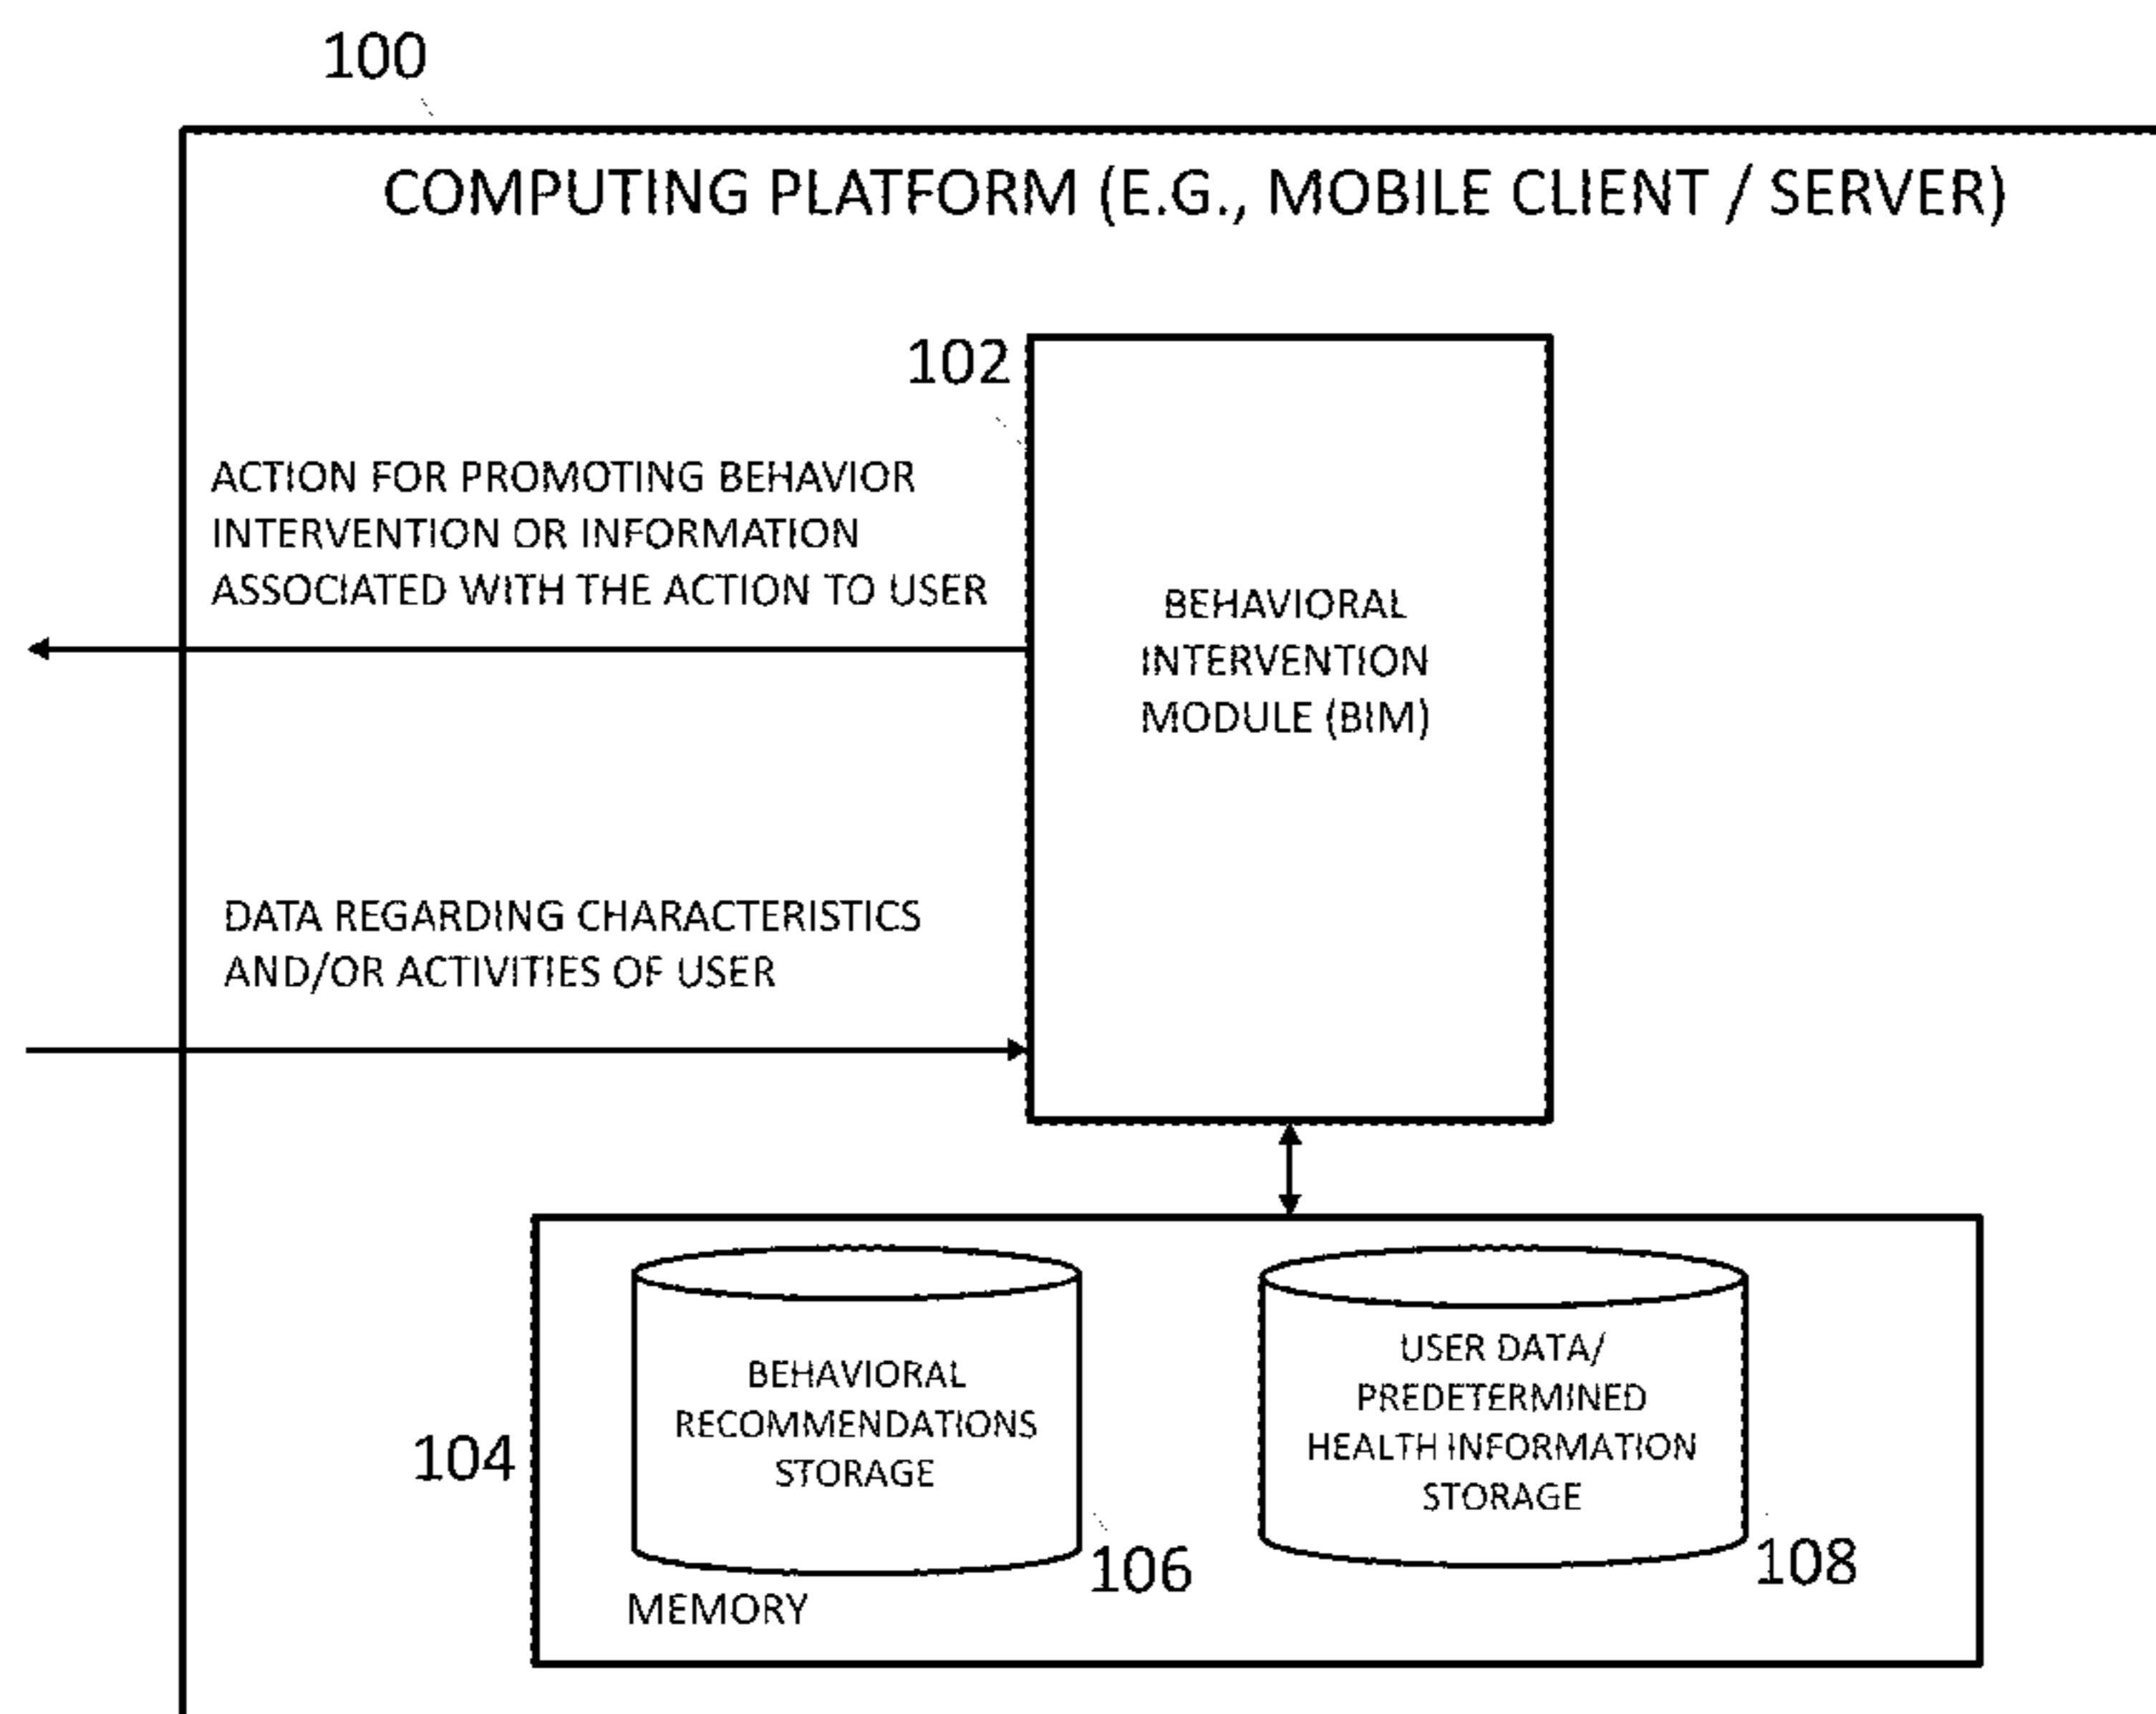 100
COMPUTING PLATFORM (E.G., MOBILE CLIENT / SERVER)
102
ACTION FOR PROMOTING BEHAVIOR
INTERVENTION OR INFORMATION
ASSOCIATED WITH THE ACTION TO USER
BEHAVIORAL
INTERVENTION
MODULE (BIM)
DATA REGARDING CHARACTERISTICS
AND/OR ACTIVITIES OF USER
104
BEHAVIORAL
RECOMMENDATIONS
STORAGE
106
USER DATA/
PREDETERMINED
HEALTH INFORMATION
STORAGE
108
MEMORY